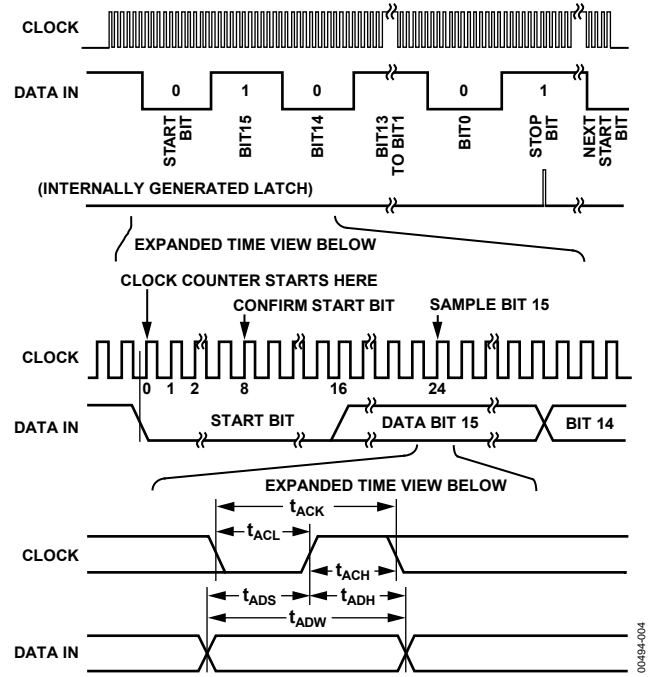 CLOCK
DATA IN
0 1 0 0 1
START BIT
BIT15
BIT14
BIT13 TO BIT1
BIT0
STOP BIT
NEXT START BIT
(INTERNALLY GENERATED LATCH)
EXPANDED TIME VIEW BELOW
CLOCK COUNTER STARTS HERE
CONFIRM START BIT
SAMPLE BIT 15
CLOCK
0 1 2 8 16 24
DATA IN
START BIT
DATA BIT 15
BIT 14
EXPANDED TIME VIEW BELOW
tACK
tACL
CLOCK
tACH
tADS
tADH
tADW
DATA IN
00494-004